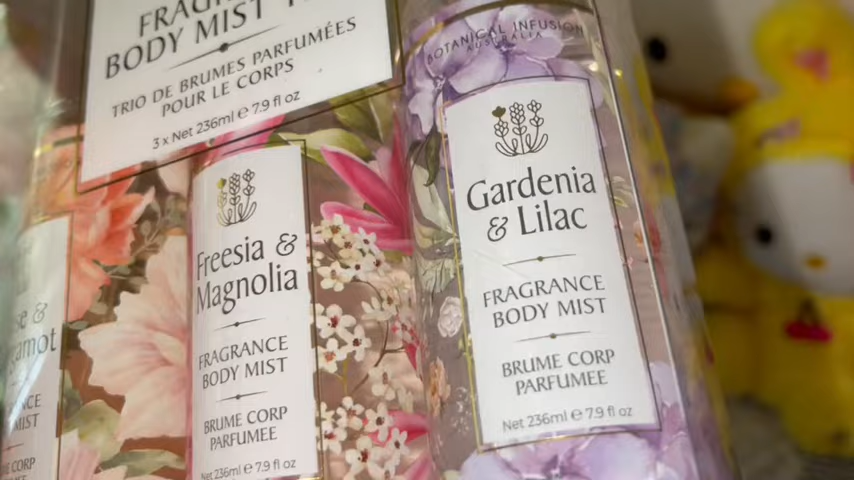 BODY MIST
TRIO DE BRUMES PARFUMÉES
POUR LE CORPS
3 x Net 236ml ℮ 7.9 fl oz
&
MIST
CORP
Freesia &
Magnolia
FRAGRANCE
BODY MIST
BRUME CORP
PARFUMEE
Net 236ml ℮ 7.9 fl oz
BOTANICAL INFUSION
AUSTRALIA
Gardenia
& Lilac
FRAGRANCE
BODY MIST
BRUME CORP
PARFUMEE
Net 236ml ℮ 7.9 fl oz